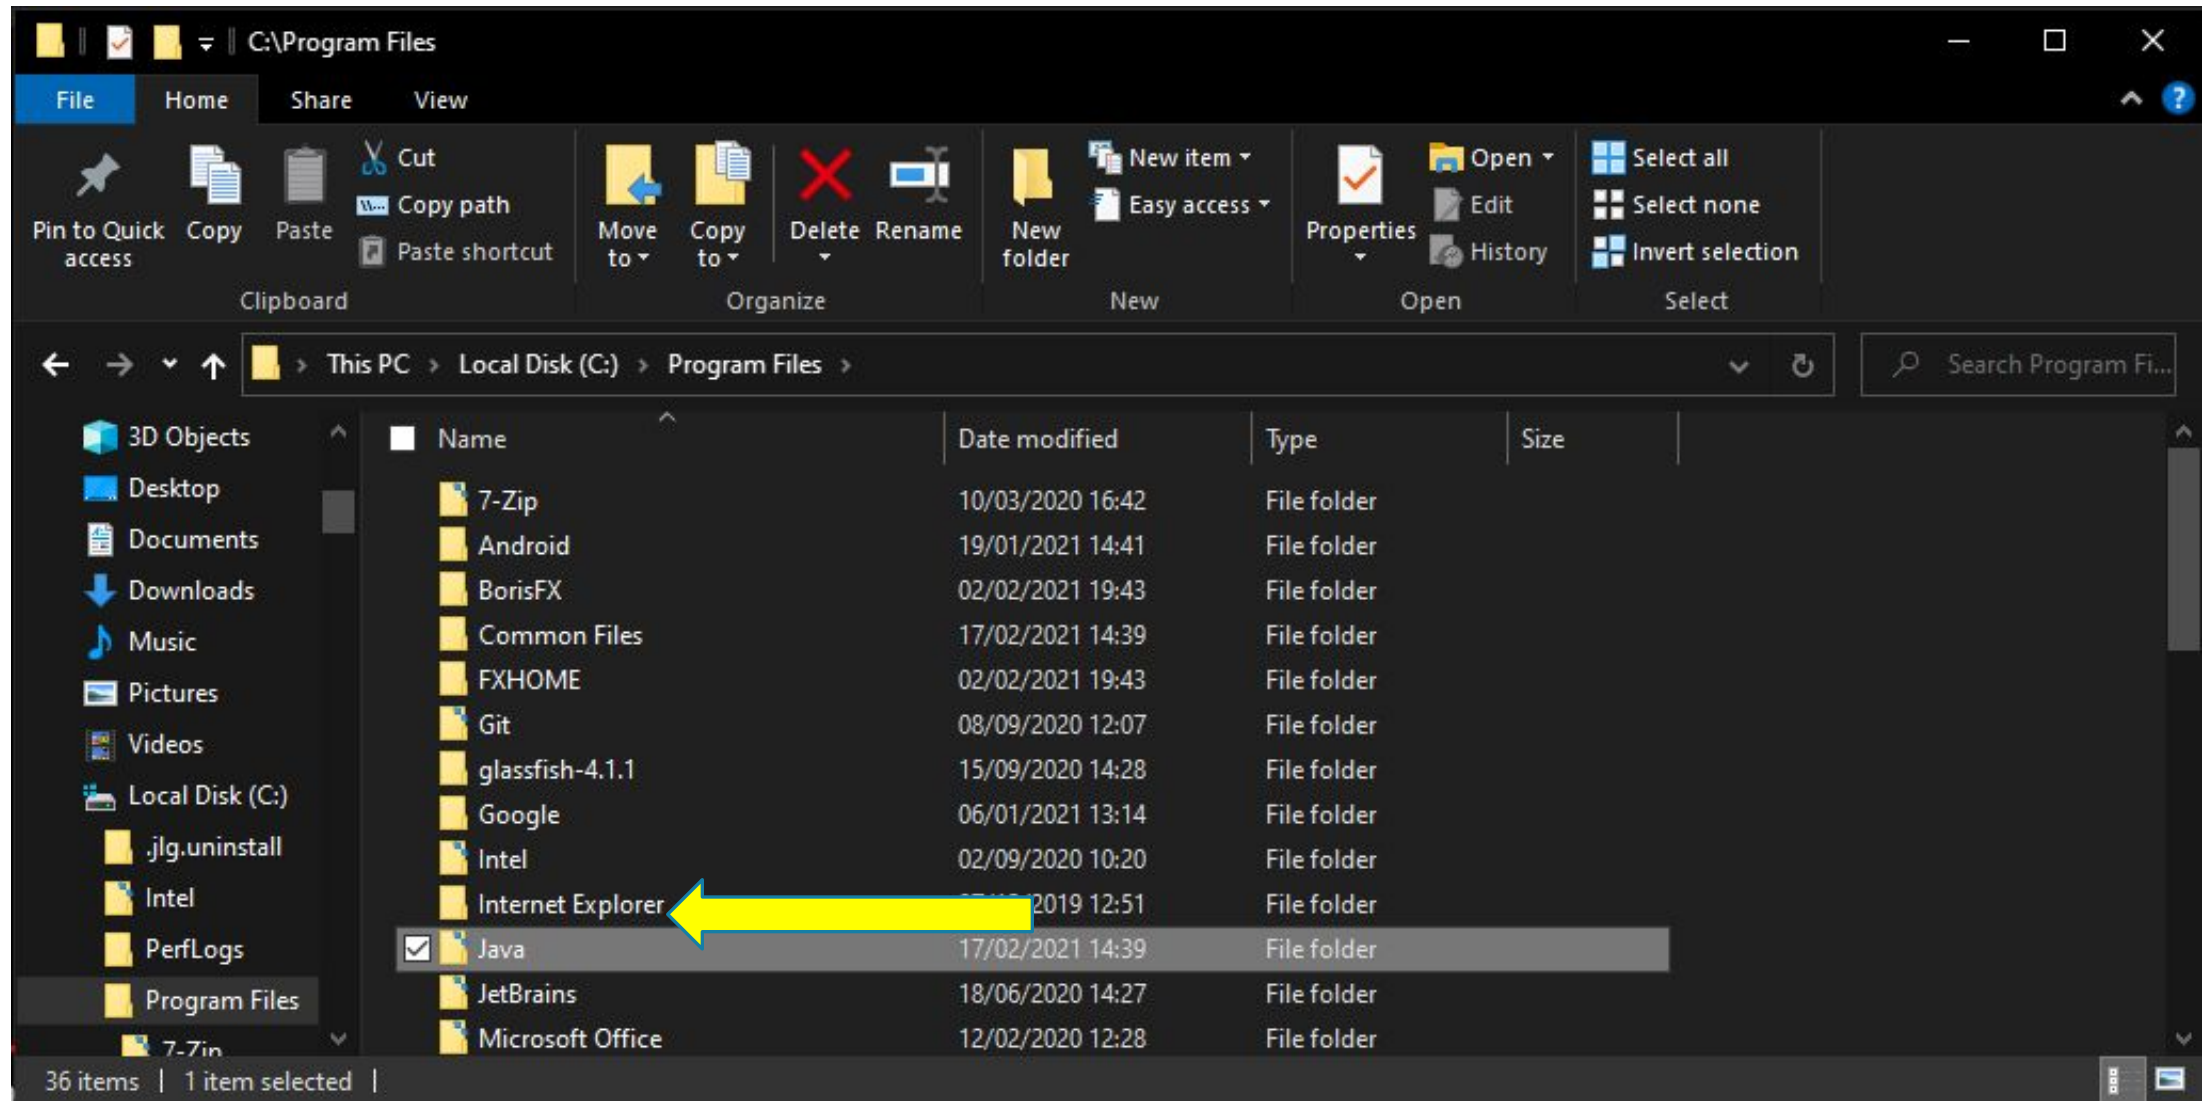 C:\Program Files
File Home Share View
Pin to Quick access
Copy
Paste
Cut
Copy path
Paste shortcut
Clipboard
Move to
Copy to
Delete
Rename
Organize
New folder
New item
Easy access
New
Properties
Open
Edit
History
Open
Select all
Select none
Invert selection
Select
This PC > Local Disk (C:) > Program Files >
Search Program Fi...
3D Objects
Desktop
Documents
Downloads
Music
Pictures
Videos
Local Disk (C:)
.jlg.uninstall
Intel
PerfLogs
Program Files
7-Zip
Name Date modified Type Size
7-Zip 10/03/2020 16:42 File folder
Android 19/01/2021 14:41 File folder
BorisFX 02/02/2021 19:43 File folder
Common Files 17/02/2021 14:39 File folder
FXHOME 02/02/2021 19:43 File folder
Git 08/09/2020 12:07 File folder
glassfish-4.1.1 15/09/2020 14:28 File folder
Google 06/01/2021 13:14 File folder
Intel 02/09/2020 10:20 File folder
Internet Explorer 12:51 File folder
Java 17/02/2021 14:39 File folder
JetBrains 18/06/2020 14:27 File folder
Microsoft Office 12/02/2020 12:28 File folder
36 items 1 item selected